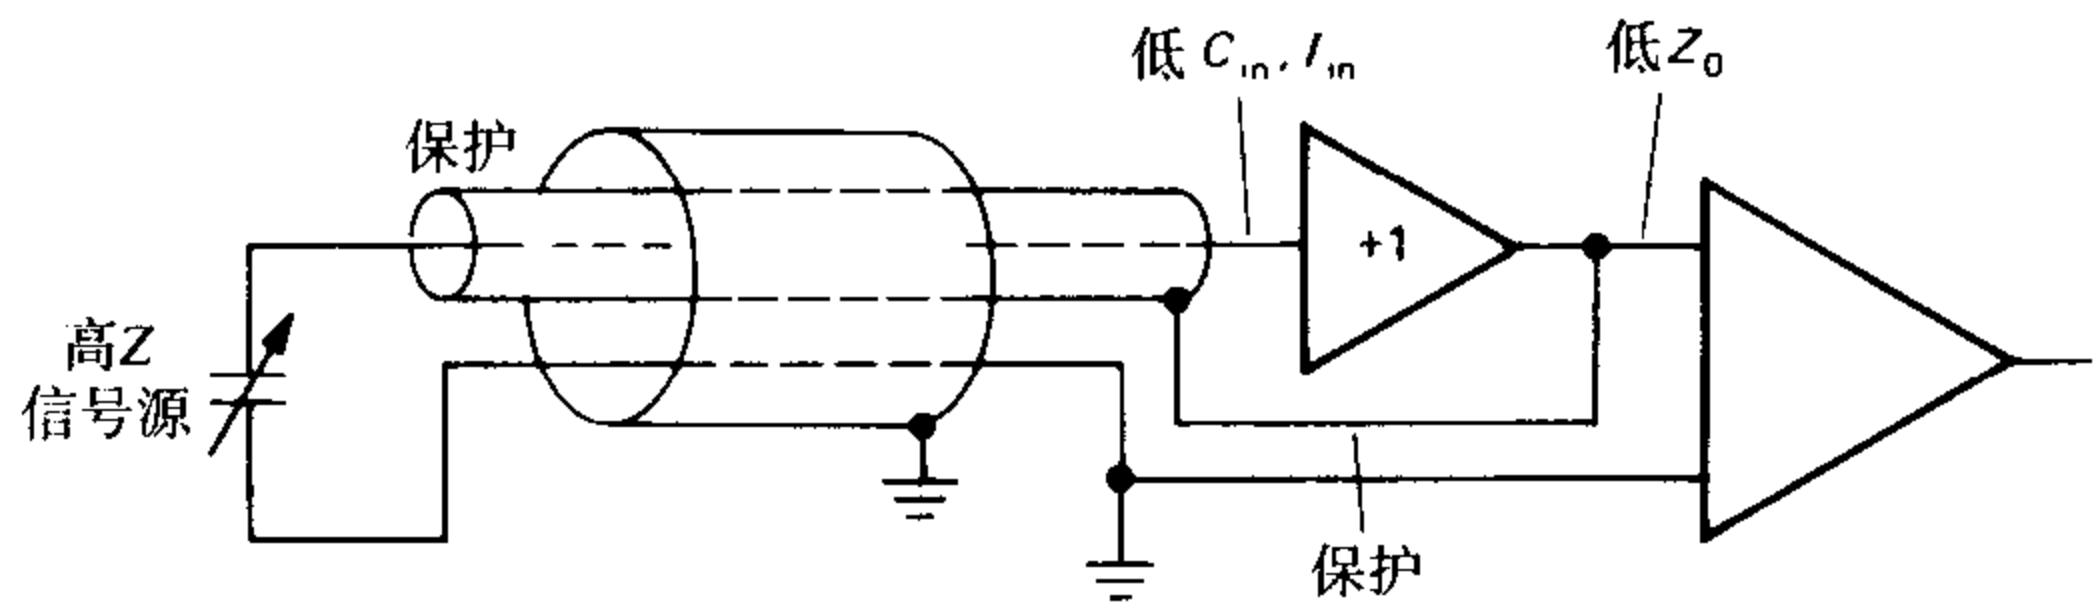 低 C_in, I_in
低 Z_0
保护
+1
高Z
信号源
保护